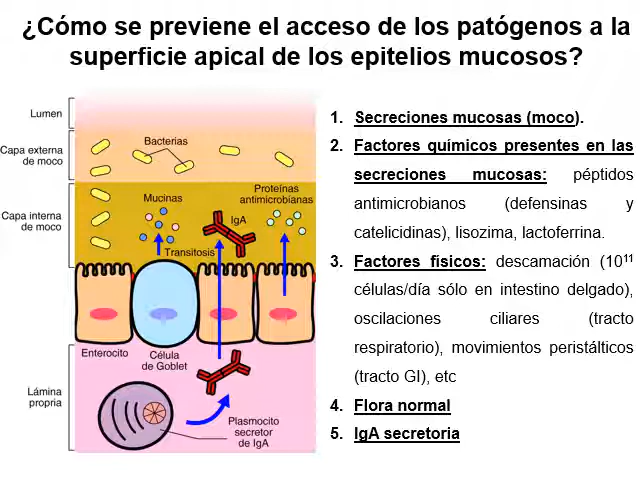 ¿Cómo se previene el acceso de los patógenos a la
superficie apical de los epitelios mucosos?
Lumen
Capa externa
de moco
Bacterias
Capa interna
de moco
Mucinas
IgA
Proteínas
antimicrobianas
Transitosis
Enterocito
Célula
de Goblet
Lámina
propria
Plasmocito
secretor
de IgA
1. Secreciones mucosas (moco).
2. Factores químicos presentes en las
secreciones mucosas: péptidos
antimicrobianos (defensinas y
catelicidinas), lisozima, lactoferrina.
3. Factores fisicos: descamación (10¹¹
células/día sólo en intestino delgado),
oscilaciones ciliares (tracto
respiratorio), movimientos peristálticos
(tracto GI), etc
4. Flora normal
5. IgA secretoria